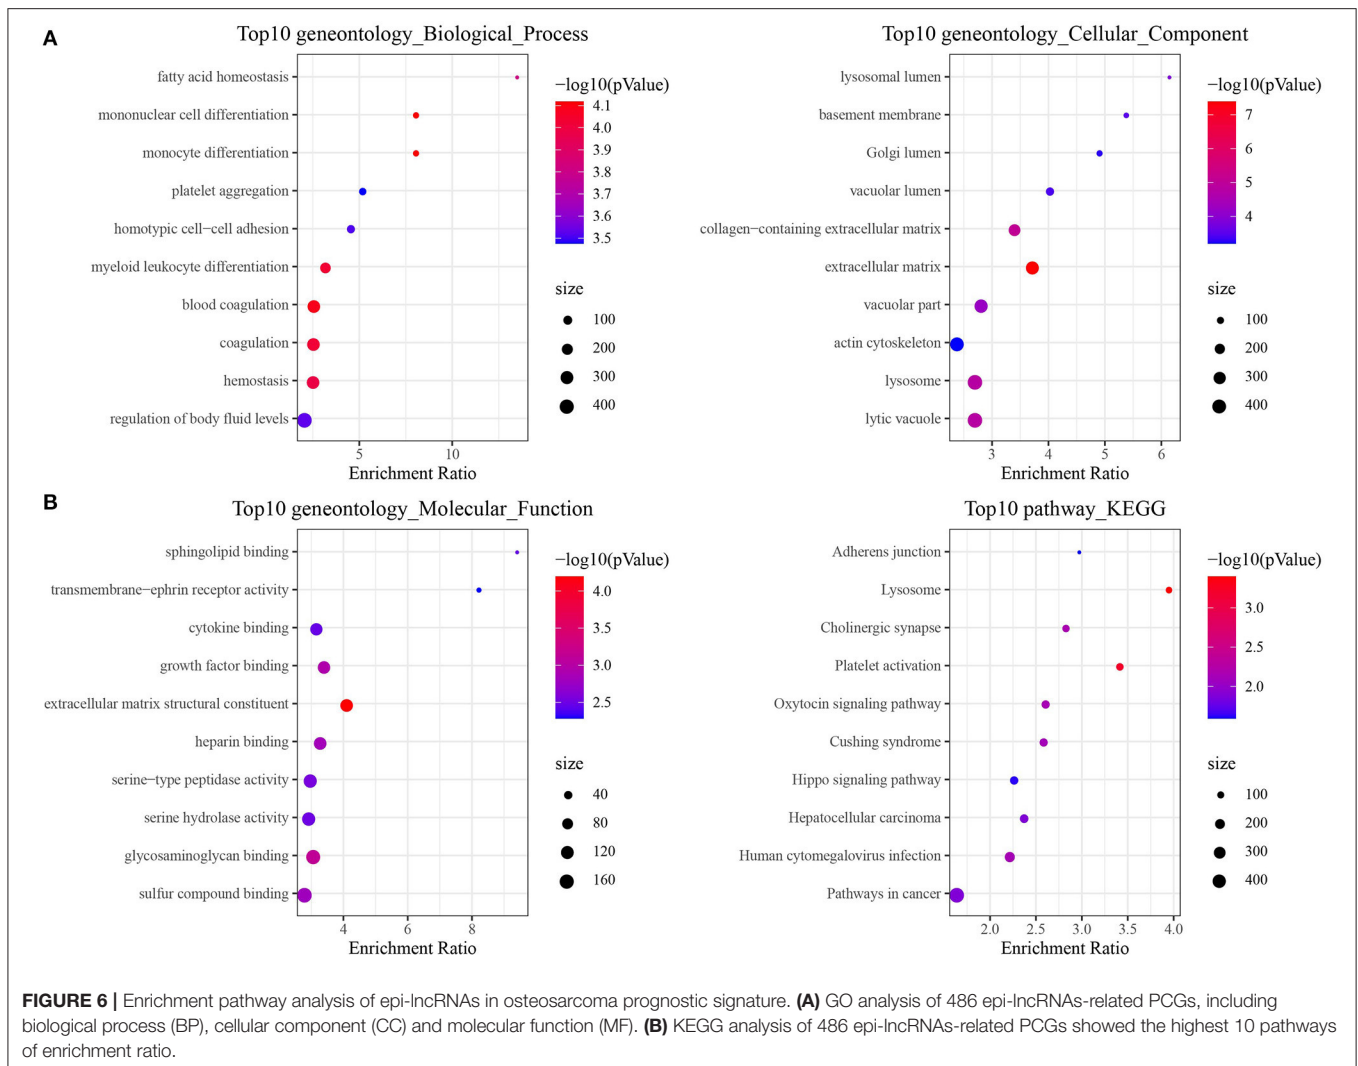 A
Top10 geneontology_Biological_Process
fatty acid homeostasis
mononuclear cell differentiation
monocyte differentiation
platelet aggregation
homotypic cell−cell adhesion
myeloid leukocyte differentiation
blood coagulation
coagulation
hemostasis
regulation of body fluid levels
5 10
Enrichment Ratio
−log10(pValue)
4.1
4.0
3.9
3.8
3.7
3.6
3.5
size
100
200
300
400
Top10 geneontology_Cellular_Component
lysosomal lumen
basement membrane
Golgi lumen
vacuolar lumen
collagen−containing extracellular matrix
extracellular matrix
vacuolar part
actin cytoskeleton
lysosome
lytic vacuole
3 4 5 6
Enrichment Ratio
−log10(pValue)
7
6
5
4
size
100
200
300
400
B
Top10 geneontology_Molecular_Function
sphingolipid binding
transmembrane−ephrin receptor activity
cytokine binding
growth factor binding
extracellular matrix structural constituent
heparin binding
serine−type peptidase activity
serine hydrolase activity
glycosaminoglycan binding
sulfur compound binding
4 6 8
Enrichment Ratio
−log10(pValue)
4.0
3.5
3.0
2.5
size
40
80
120
160
Top10 pathway_KEGG
Adherens junction
Lysosome
Cholinergic synapse
Platelet activation
Oxytocin signaling pathway
Cushing syndrome
Hippo signaling pathway
Hepatocellular carcinoma
Human cytomegalovirus infection
Pathways in cancer
2.0 2.5 3.0 3.5 4.0
Enrichment Ratio
−log10(pValue)
3.0
2.5
2.0
size
100
200
300
400
FIGURE 6 | Enrichment pathway analysis of epi-lncRNAs in osteosarcoma prognostic signature. (A) GO analysis of 486 epi-lncRNAs-related PCGs, including
biological process (BP), cellular component (CC) and molecular function (MF). (B) KEGG analysis of 486 epi-lncRNAs-related PCGs showed the highest 10 pathways
of enrichment ratio.